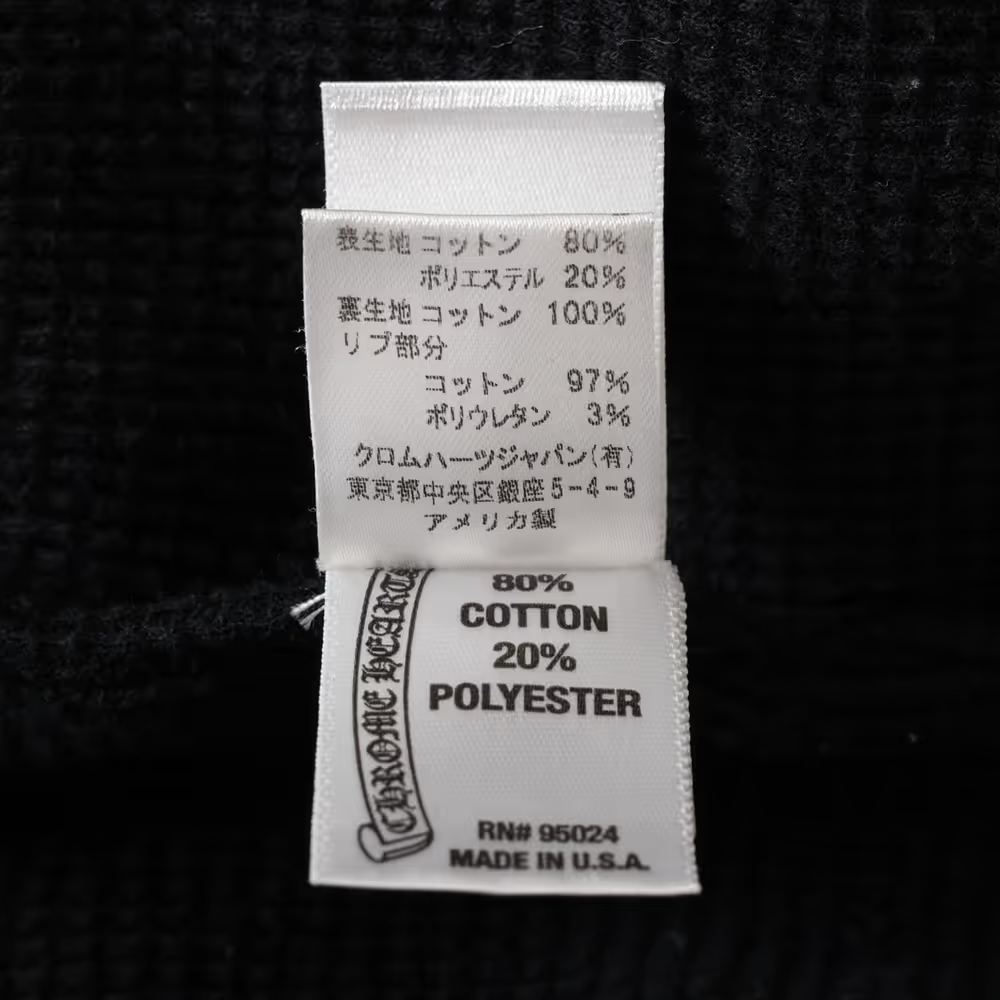 表生地 コットン 80%
ポリエステル 20%
裏生地 コットン 100%
リブ部分
コットン 97%
ポリウレタン 3%
クロムハーツジャパン(有)
東京都中央区銀座5-4-9
アメリカ製
CHROME HEARTS
80%
COTTON
20%
POLYESTER
RN# 95024
MADE IN U.S.A.